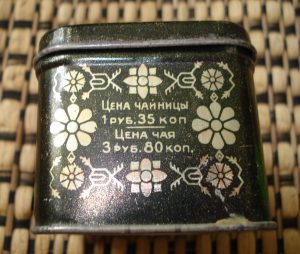 Цена чайницы
1 руб. 35 коп
Цена чая
3 руб. 80 коп.